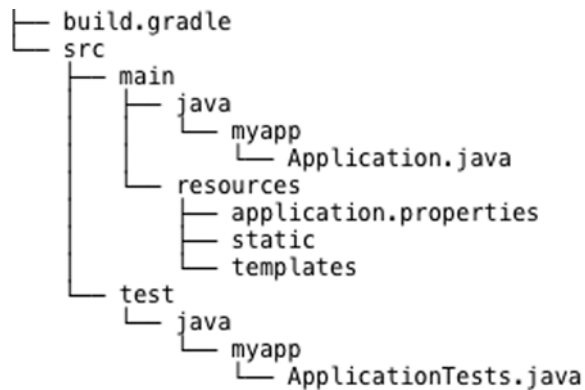 build.gradle
src
main
java
myapp
Application.java
resources
application.properties
static
templates
test
java
myapp
ApplicationTests.java